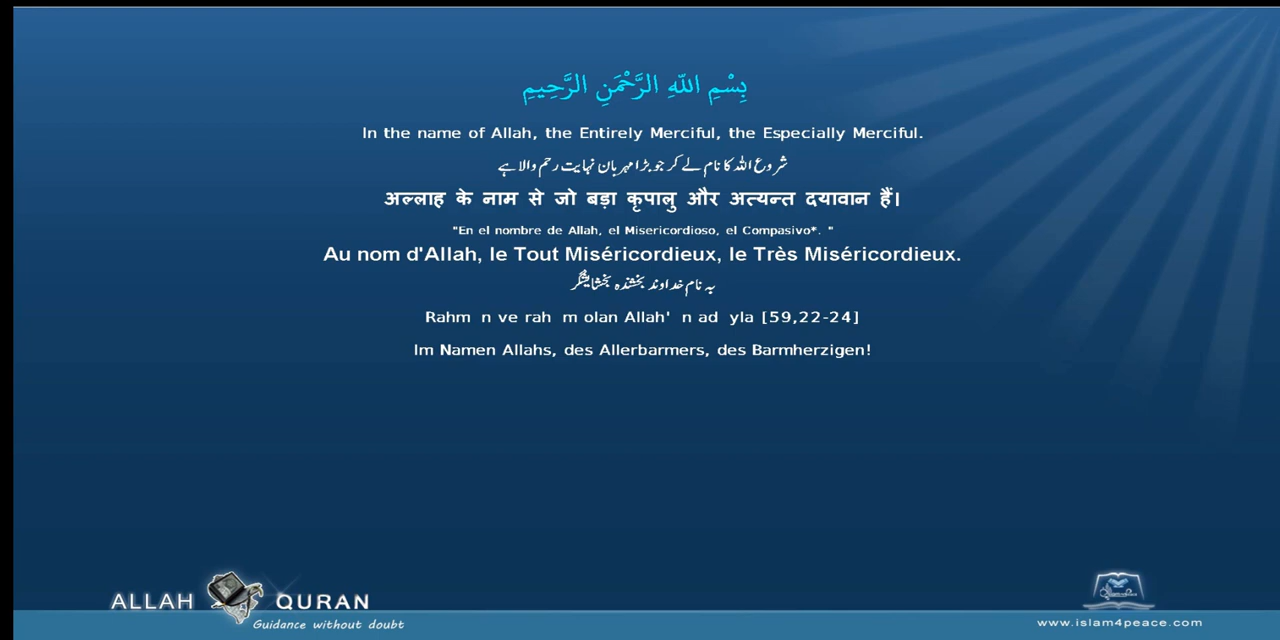 بِسْمِ اللّهِ الرَّحْمَنِ الرَّحِيمِ
In the name of Allah, the Entirely Merciful, the Especially Merciful.
شروع اللہ کا نام لے کر جو بڑا مہربان نہایت رحم والا ہے
अल्लाह के नाम से जो बड़ा कृपालु और अत्यन्त दयावान हैं।
"En el nombre de Allah, el Misericordioso, el Compasivo*. "
Au nom d'Allah, le Tout Miséricordieux, le Très Miséricordieux.
به نام خداوند بخشنده بخشایشگر
Rahm n ve rah m olan Allah' n ad yla [59,22-24]
Im Namen Allahs, des Allerbarmers, des Barmherzigen!
ALLAH QURAN
Guidance without doubt
www.islam4peace.com